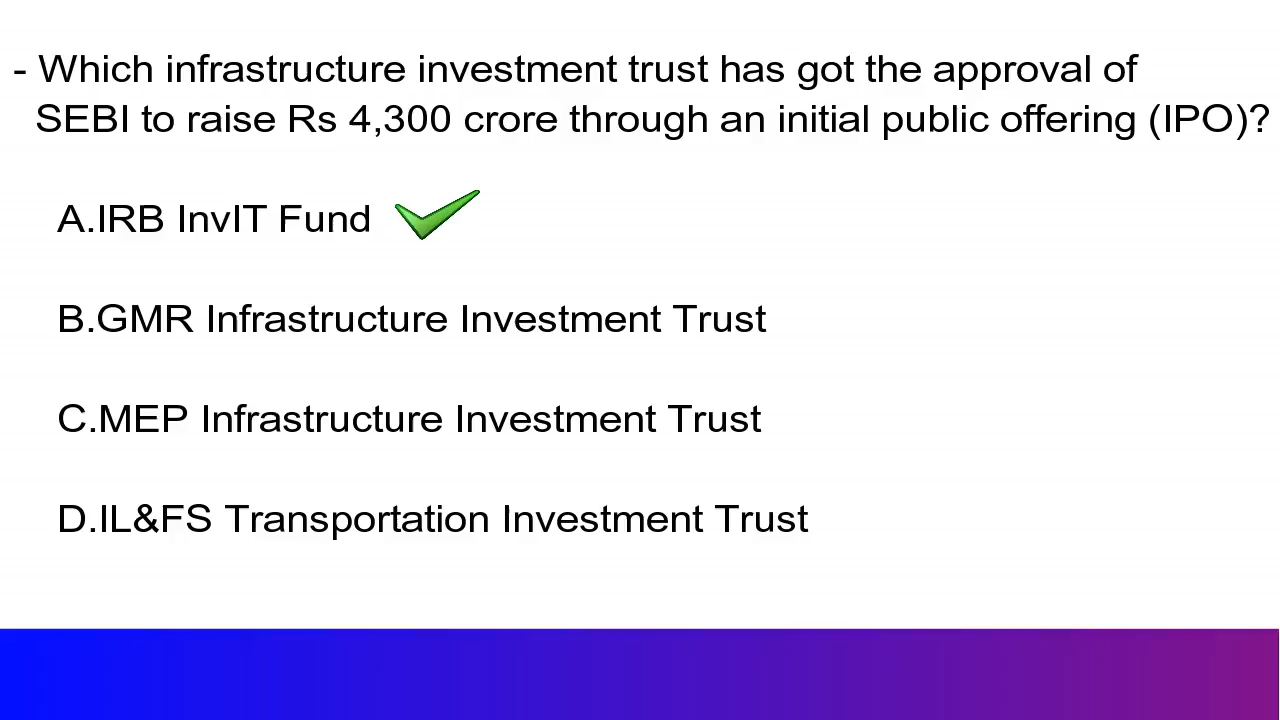 - Which infrastructure investment trust has got the approval of
SEBI to raise Rs 4,300 crore through an initial public offering (IPO)?
A.IRB InvIT Fund
B.GMR Infrastructure Investment Trust
C.MEP Infrastructure Investment Trust
D.IL&FS Transportation Investment Trust